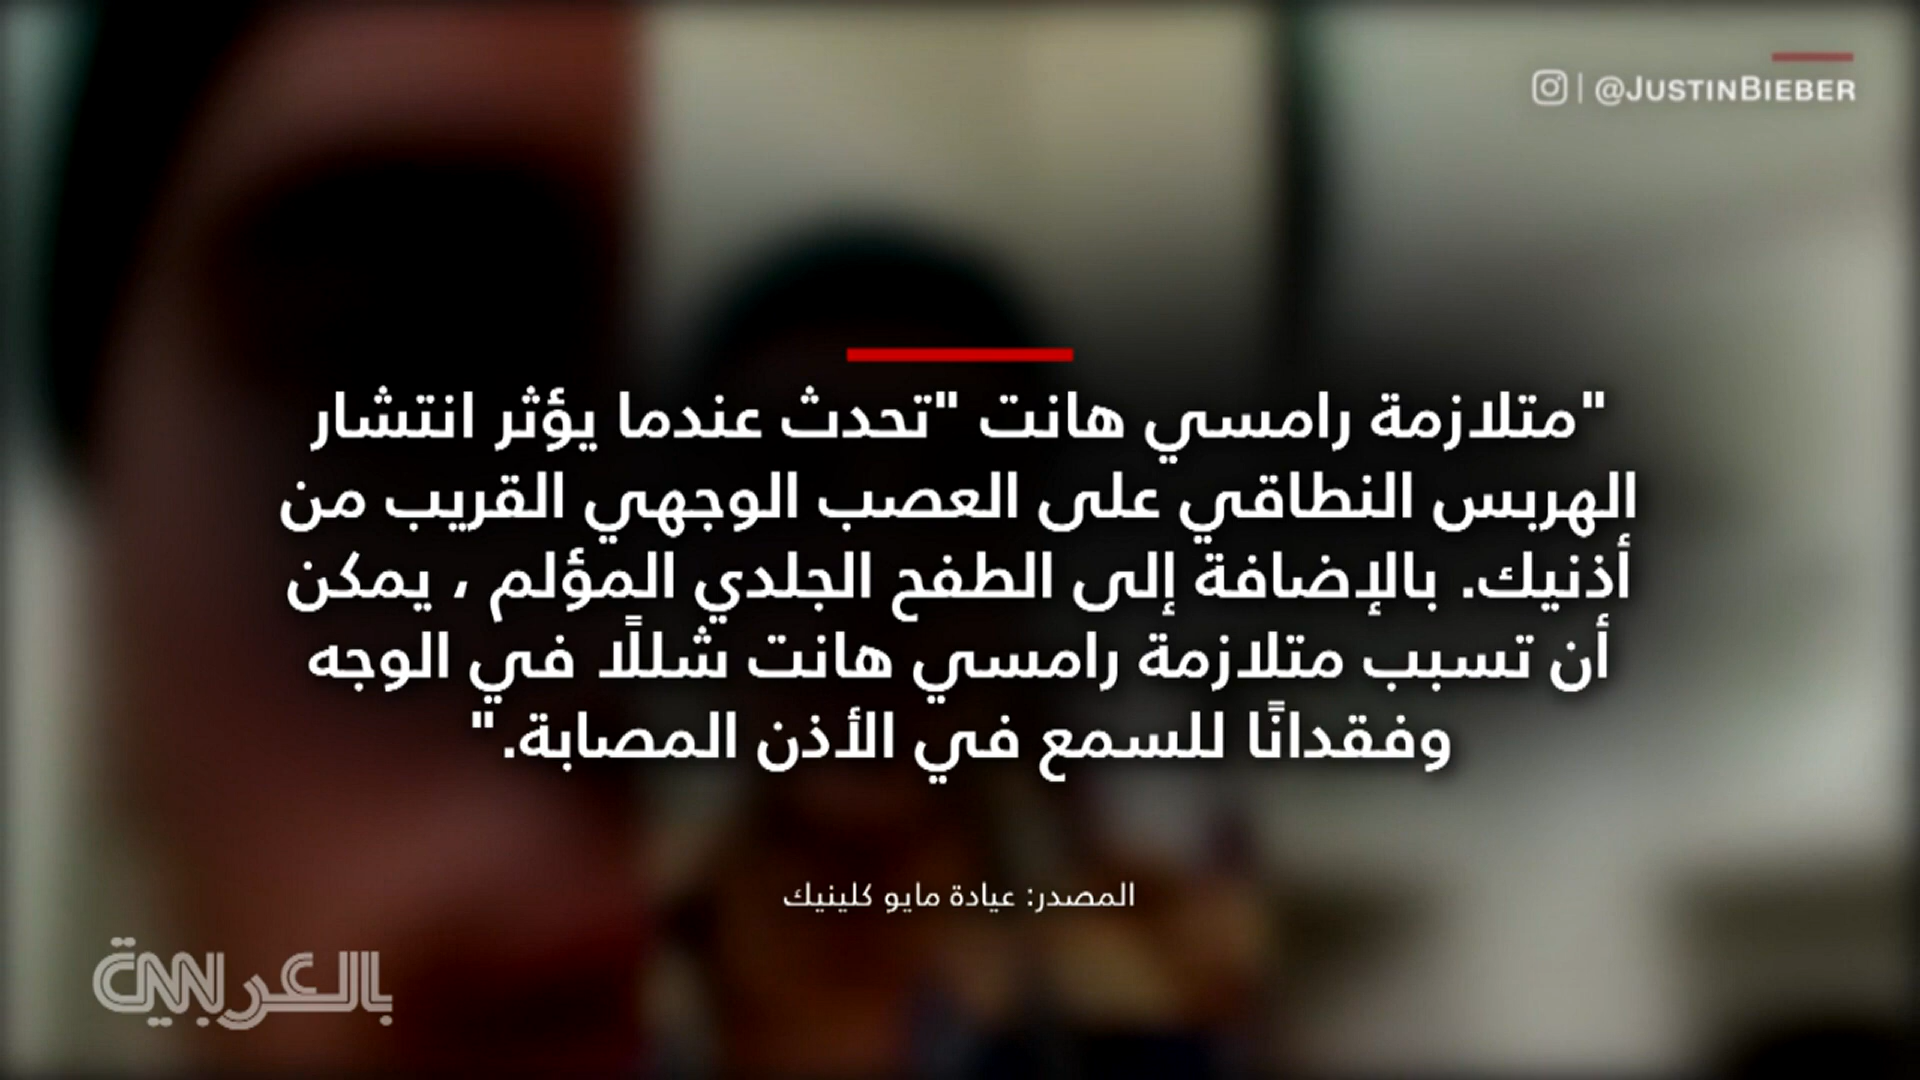 | @JUSTINBIEBER
"متلازمة رامسي هانت "تحدث عندما يؤثر انتشار
الهربس النطاقي على العصب الوجهي القريب من
أذنيك. بالإضافة إلى الطفح الجلدي المؤلم ، يمكن
أن تسبب متلازمة رامسي هانت شللًا في الوجه
وفقدانًا للسمع في الأذن المصابة."
المصدر: عيادة مايو كلينيك
CNN بالعربية